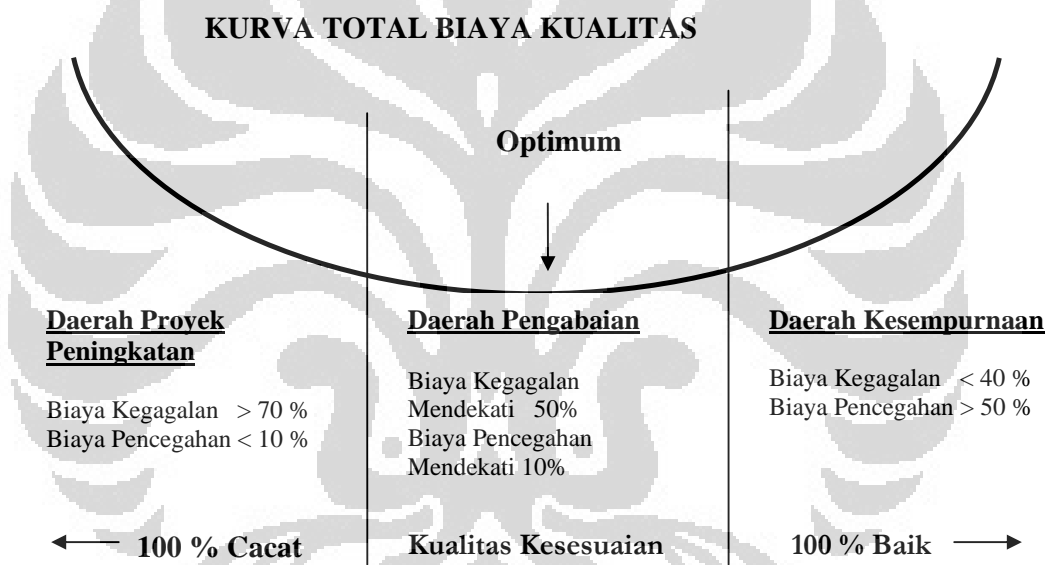 KURVA TOTAL BIAYA KUALITAS
Optimum
Daerah Proyek
Peningkatan
Biaya Kegagalan > 70 %
Biaya Pencegahan < 10 %
Daerah Pengabaian
Biaya Kegagalan
Mendekati 50%
Biaya Pencegahan
Mendekati 10%
Daerah Kesempurnaan
Biaya Kegagalan < 40 %
Biaya Pencegahan > 50 %
100 % Cacat
Kualitas Kesesuaian
100 % Baik